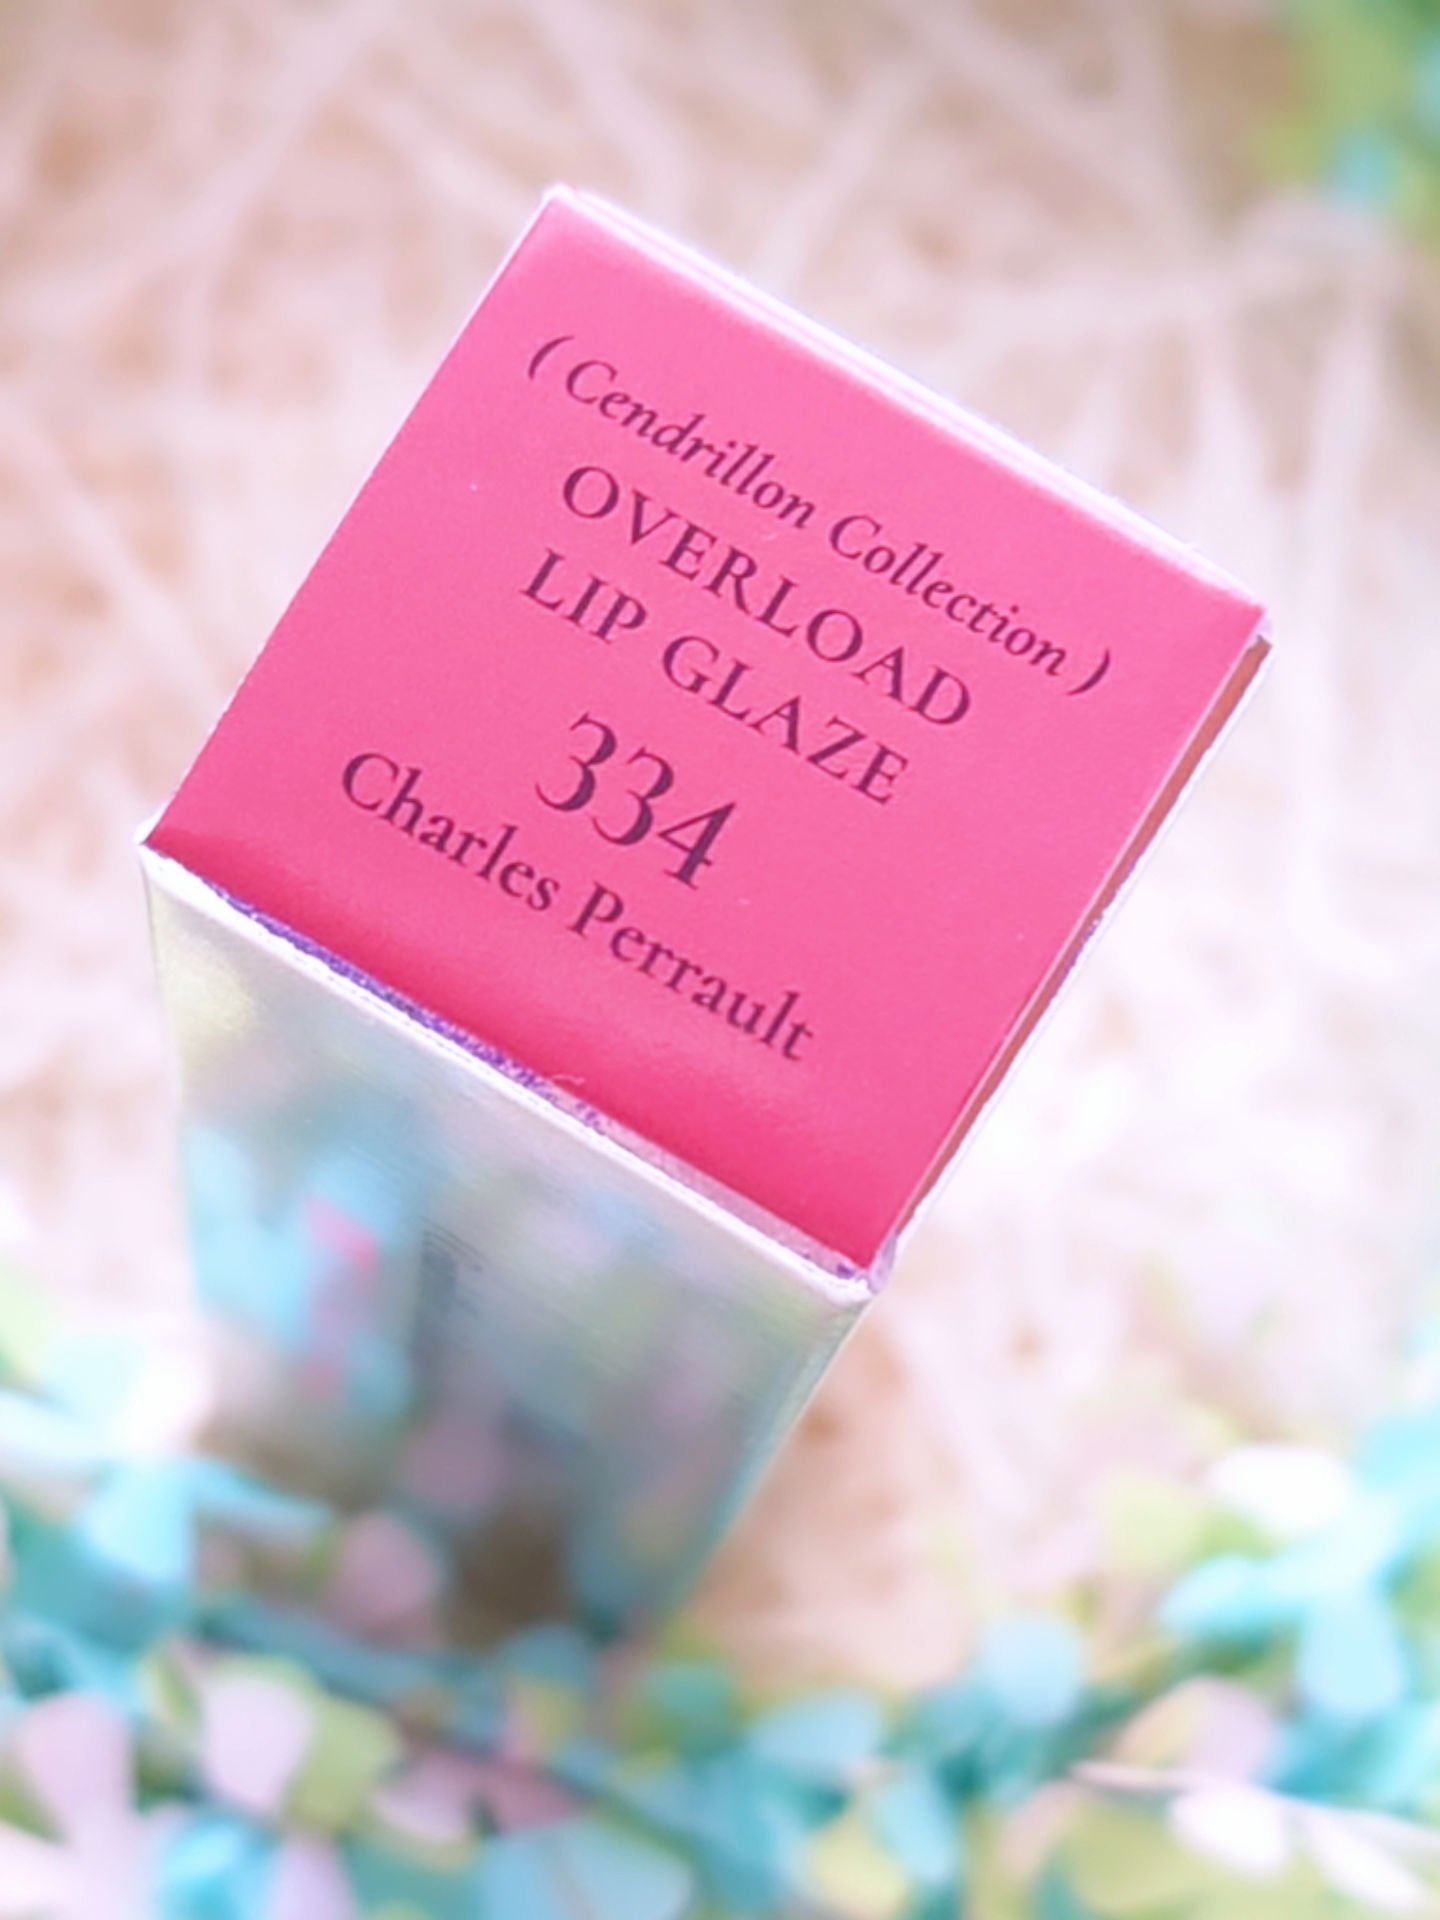 ( Cendrillon Collection )
OVERLOAD
LIP GLAZE
334
Charles Perrault